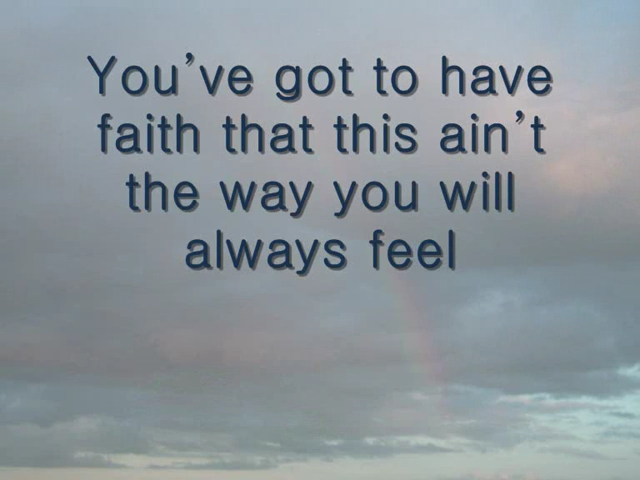 You've got to have
faith that this ain't
the way you will
always feel